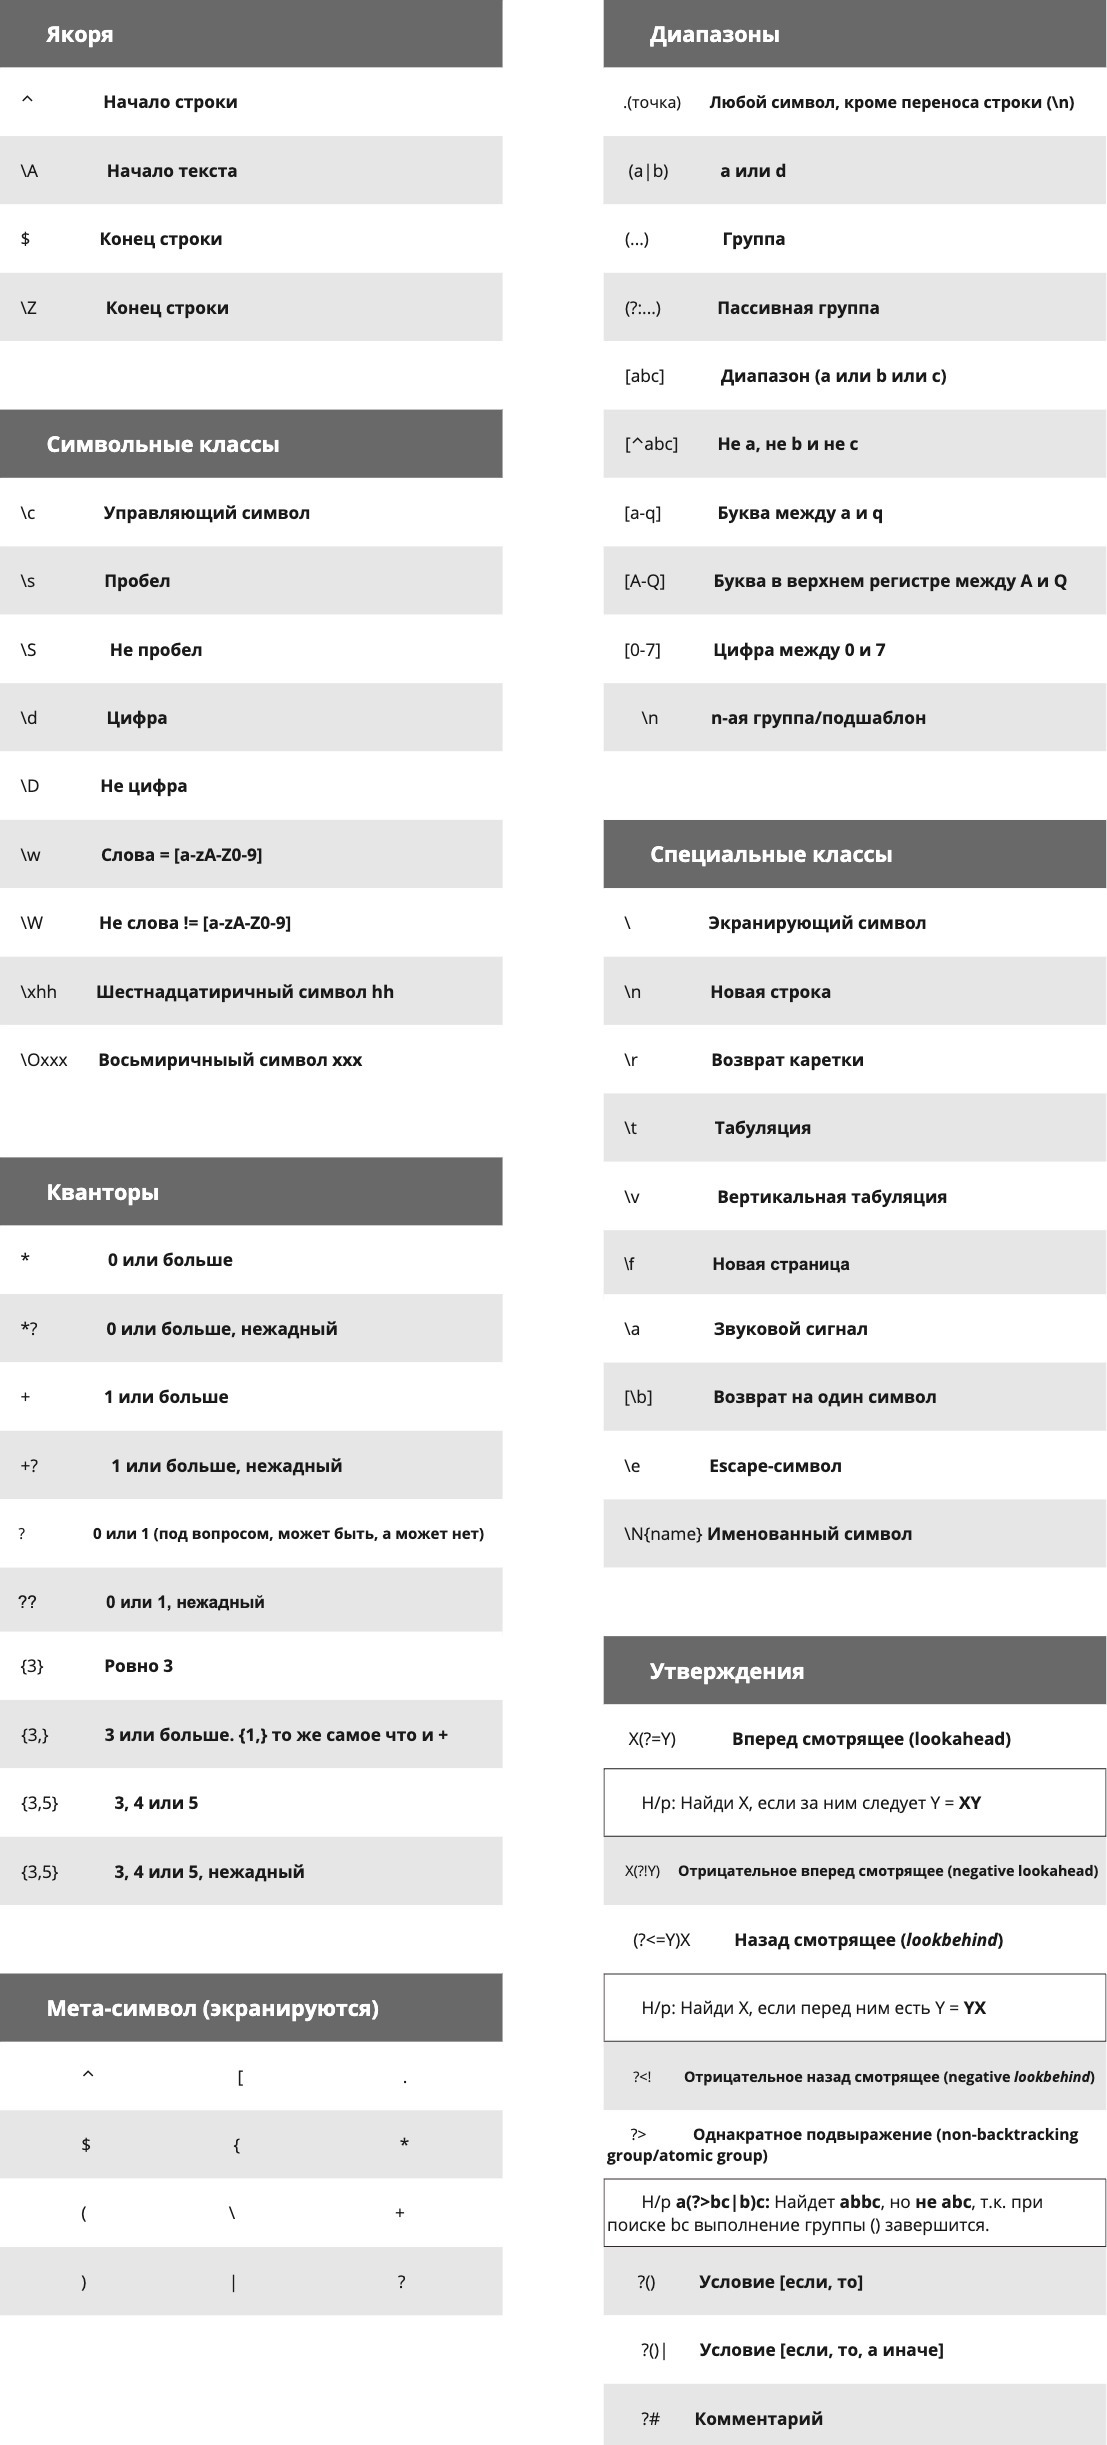 Якоря
^ Начало строки
\A Начало текста
$ Конец строки
\Z Конец строки
Символьные классы
\c Управляющий символ
\s Пробел
\S Не пробел
\d Цифра
\D Не цифра
\w Слова = [a-zA-Z0-9]
\W Не слова != [a-zA-Z0-9]
\xhh Шестнадцатиричный символ hh
\Oxxx Восьмиричныый символ xxx
Кванторы
* 0 или больше
*? 0 или больше, нежадный
+ 1 или больше
+? 1 или больше, нежадный
? 0 или 1 (под вопросом, может быть, а может нет)
?? 0 или 1, нежадный
{3} Ровно 3
{3,} 3 или больше. {1,} то же самое что и +
{3,5} 3, 4 или 5
{3,5} 3, 4 или 5, нежадный
Мета-символ (экранируются)
^ [ .
$ { *
( \ +
) | ?
Диапазоны
.(точка) Любой символ, кроме переноса строки (\n)
(a|b) a или d
(...) Группа
(?:...) Пассивная группа
[abc] Диапазон (a или b или c)
[^abc] Не a, не b и не c
[a-q] Буква между a и q
[A-Q] Буква в верхнем регистре между A и Q
[0-7] Цифра между 0 и 7
\n n-ая группа/подшаблон
Специальные классы
\ Экранирующий символ
\n Новая строка
\r Возврат каретки
\t Табуляция
\v Вертикальная табуляция
\f Новая страница
\a Звуковой сигнал
[\b] Возврат на один символ
\e Escape-символ
\N{name} Именованный символ
Утверждения
X(?=Y) Вперед смотрящее (lookahead)
Н/р: Найди X, если за ним следует Y = XY
X(?!Y) Отрицательное вперед смотрящее (negative lookahead)
(?<=Y)X Назад смотрящее (lookbehind)
Н/р: Найди X, если перед ним есть Y = YX
?<! Отрицательное назад смотрящее (negative lookbehind)
?> Однакратное подвыражение (non-backtracking
group/atomic group)
Н/р a(?>bc|b)c: Найдет abbc, но не abc, т.к. при
поиске bc выполнение группы () завершится.
?() Условие [если, то]
?()| Условие [если, то, а иначе]
?# Комментарий